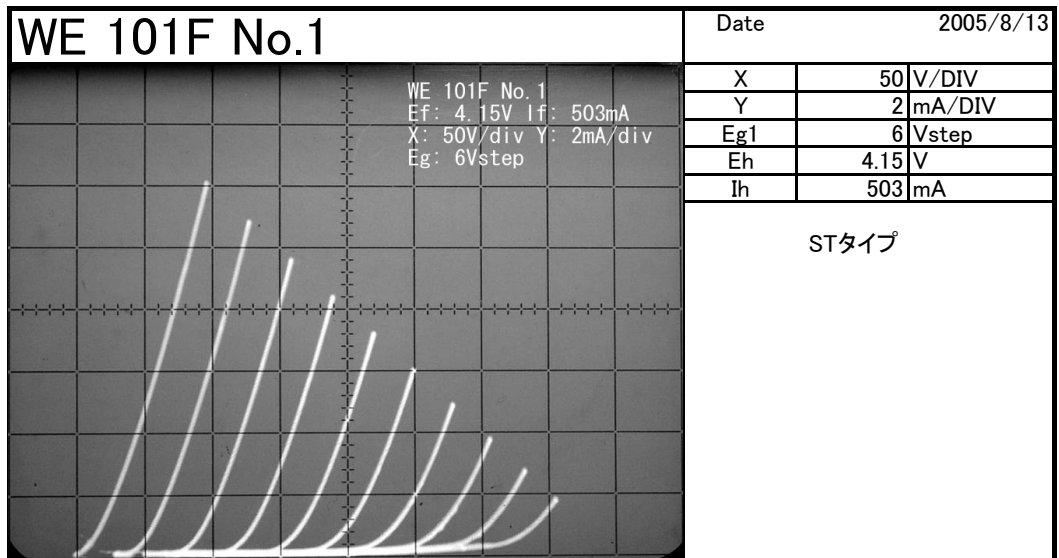 WE 101F No.1
Date 2005/8/13
WE 101F No.1
Ef: 4.15V If: 503mA
X: 50V/div Y: 2mA/div
Eg: 6Vstep
X 50 V/DIV
Y 2 mA/DIV
Eg1 6 Vstep
Eh 4.15 V
Ih 503 mA
STタイプ